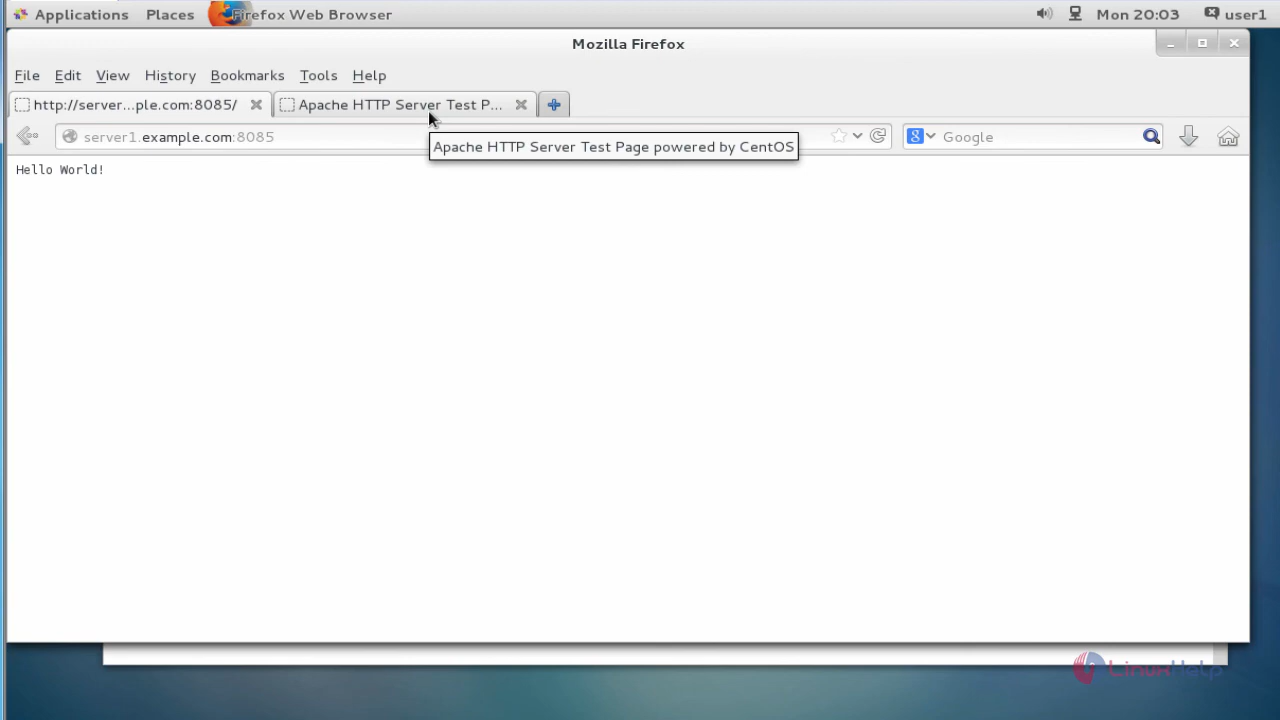 Applications Places Firefox Web Browser Mon 20:03 user1
Mozilla Firefox
File Edit View History Bookmarks Tools Help
http://server...ple.com:8085/ Apache HTTP Server Test P...
server1.example.com:8085 Google
Apache HTTP Server Test Page powered by CentOS
Hello World!
LinuxHelp